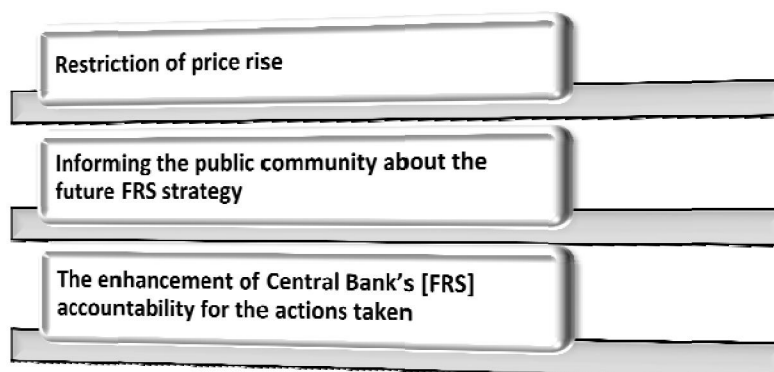 Restriction of price rise
Informing the public community about the
future FRS strategy
The enhancement of Central Bank's [FRS]
accountability for the actions taken